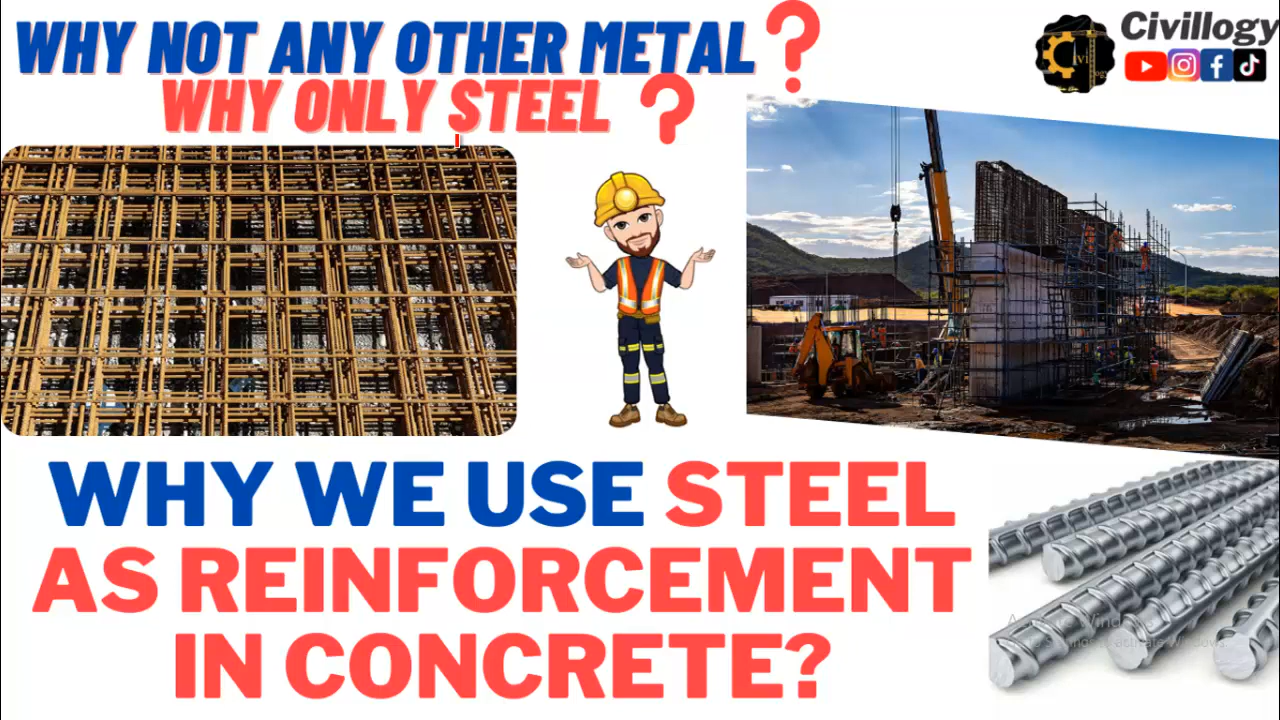 WHY NOT ANY OTHER METAL?
WHY ONLY STEEL ?
Civillogy
WHY WE USE STEEL
AS REINFORCEMENT
IN CONCRETE?